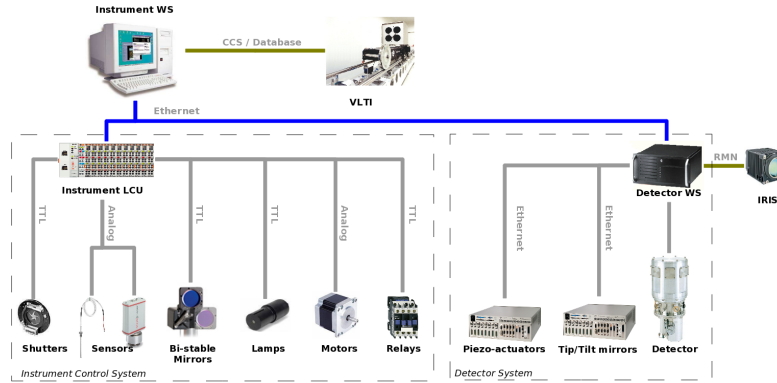 Instrument WS
CCS / Database
VLTI
Ethernet
Instrument LCU
Detector WS
RMN
IRIS
TTL
Analog
TTL
TTL
Analog
TTL
Ethernet
Ethernet
Shutters
Sensors
Bi-stable
Mirrors
Lamps
Motors
Relays
Piezo-actuators
Tip/Tilt mirrors
Detector
Instrument Control System
Detector System